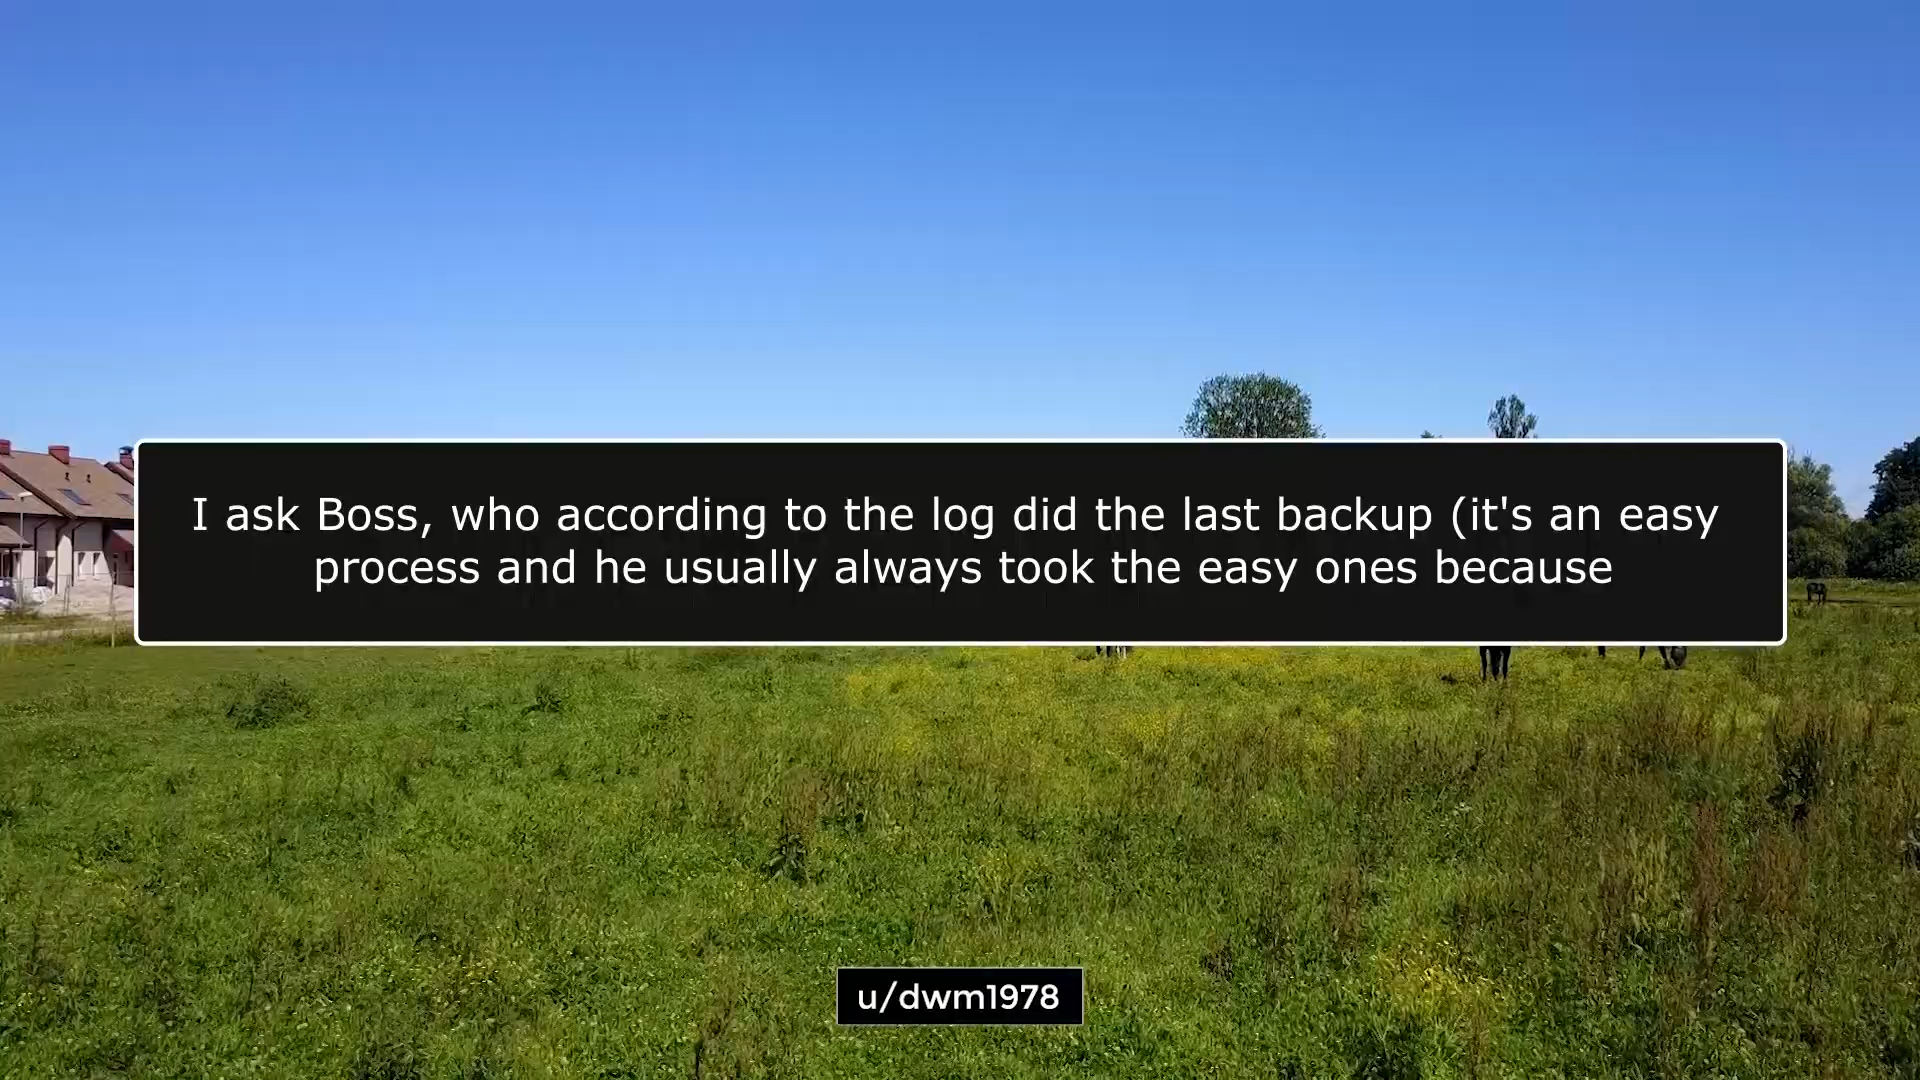 I ask Boss, who according to the log did the last backup (it's an easy
process and he usually always took the easy ones because
u/dwm1978